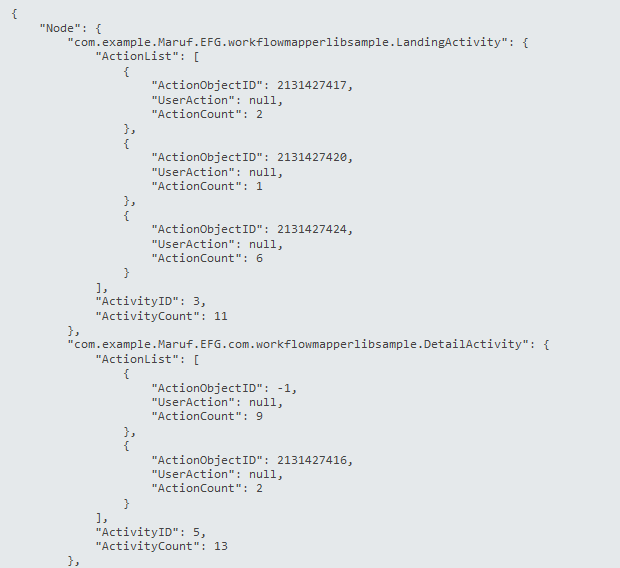 {
    "Node": {
        "com.example.Maruf.EFG.workflowmapperlibsample.LandingActivity": {
            "ActionList": [
                {
                    "ActionObjectID": 2131427417,
                    "UserAction": null,
                    "ActionCount": 2
                },
                {
                    "ActionObjectID": 2131427420,
                    "UserAction": null,
                    "ActionCount": 1
                },
                {
                    "ActionObjectID": 2131427424,
                    "UserAction": null,
                    "ActionCount": 6
                }
            ],
            "ActivityID": 3,
            "ActivityCount": 11
        },
        "com.example.Maruf.EFG.com.workflowmapperlibsample.DetailActivity": {
            "ActionList": [
                {
                    "ActionObjectID": -1,
                    "UserAction": null,
                    "ActionCount": 9
                },
                {
                    "ActionObjectID": 2131427416,
                    "UserAction": null,
                    "ActionCount": 2
                }
            ],
            "ActivityID": 5,
            "ActivityCount": 13
        },